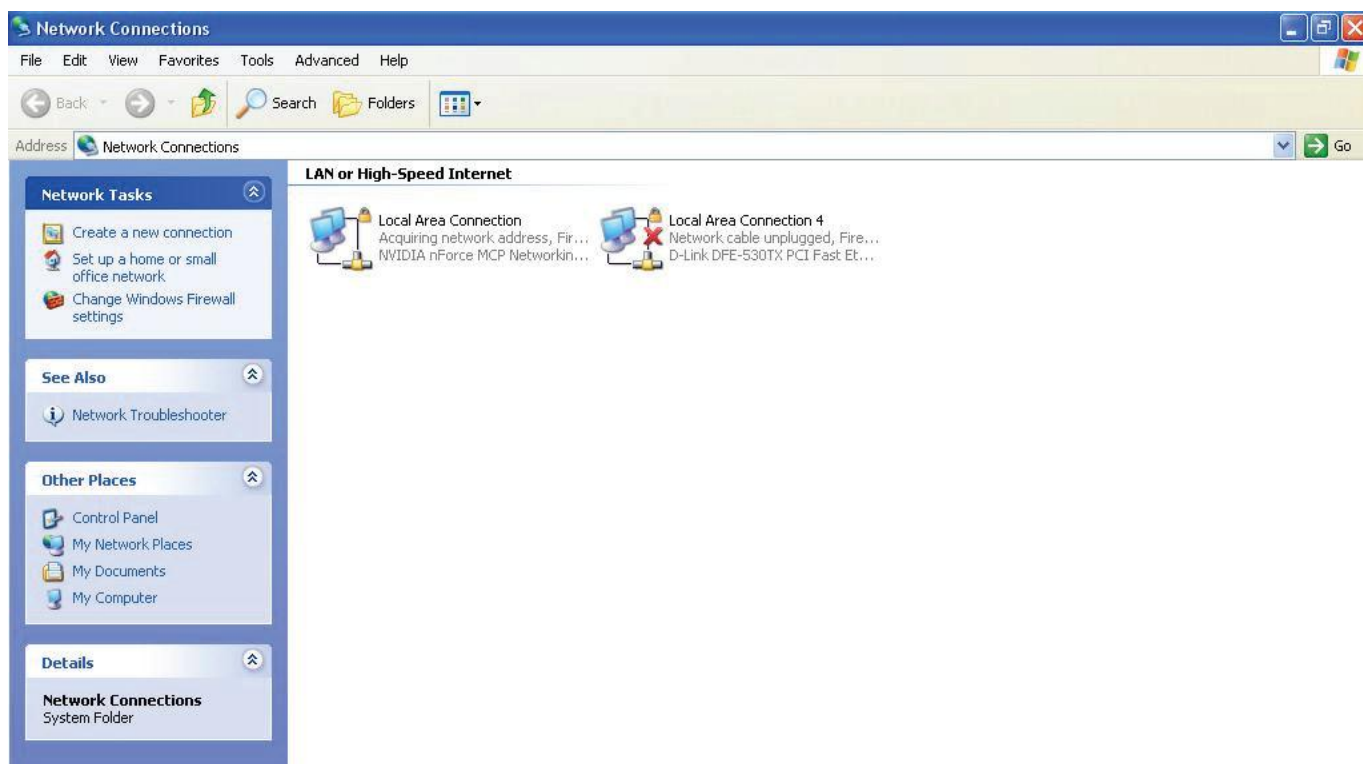 Network Connections
File Edit View Favorites Tools Advanced Help
Back Search Folders
Address Network Connections Go
Network Tasks
Create a new connection
Set up a home or small
office network
Change Windows Firewall
settings
See Also
Network Troubleshooter
Other Places
Control Panel
My Network Places
My Documents
My Computer
Details
Network Connections
System Folder
LAN or High-Speed Internet
Local Area Connection
Acquiring network address, Fir...
NVIDIA nForce MCP Networkin...
Local Area Connection 4
Network cable unplugged, Fire...
D-Link DFE-530TX PCI Fast Et...